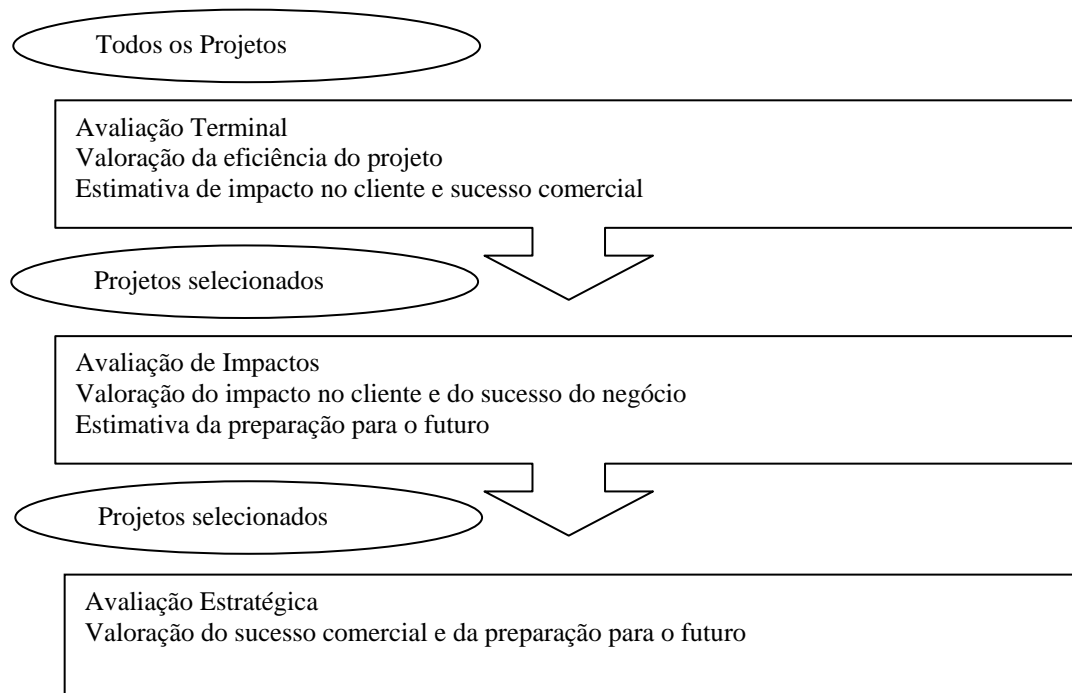 Todos os Projetos
Avaliação Terminal
Valoração da eficiência do projeto
Estimativa de impacto no cliente e sucesso comercial
Projetos selecionados
Avaliação de Impactos
Valoração do impacto no cliente e do sucesso do negócio
Estimativa da preparação para o futuro
Projetos selecionados
Avaliação Estratégica
Valoração do sucesso comercial e da preparação para o futuro